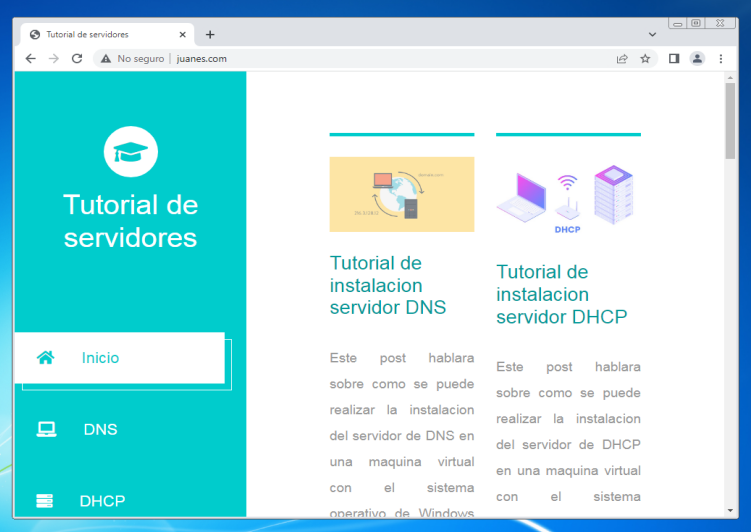 Tutorial de servidores
No seguro | juanes.com
Tutorial de
servidores
Inicio
DNS
DHCP
Tutorial de
instalacion
servidor DNS
Este post hablara
sobre como se puede
realizar la instalacion
del servidor de DNS en
una maquina virtual
con el sistema
operativo de Windows
DHCP
Tutorial de
instalacion
servidor DHCP
Este post hablara
sobre como se puede
realizar la instalacion
del servidor de DHCP
en una maquina virtual
con el sistema